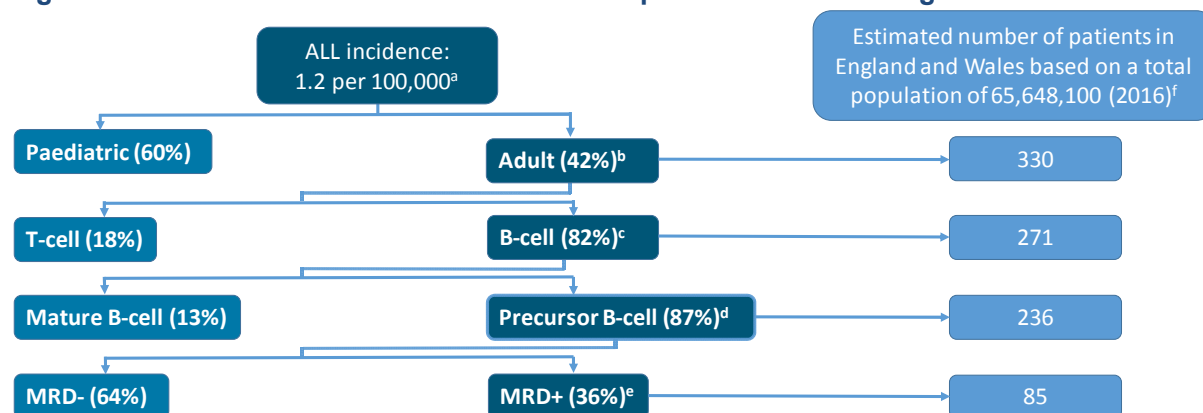 ALL incidence:
1.2 per 100,000ᵃ
Estimated number of patients in
England and Wales based on a total
population of 65,648,100 (2016)ᶠ
Paediatric (60%)
Adult (42%)ᵇ
330
T-cell (18%)
B-cell (82%)ᶜ
271
Mature B-cell (13%)
Precursor B-cell (87%)ᵈ
236
MRD- (64%)
MRD+ (36%)ᵉ
85